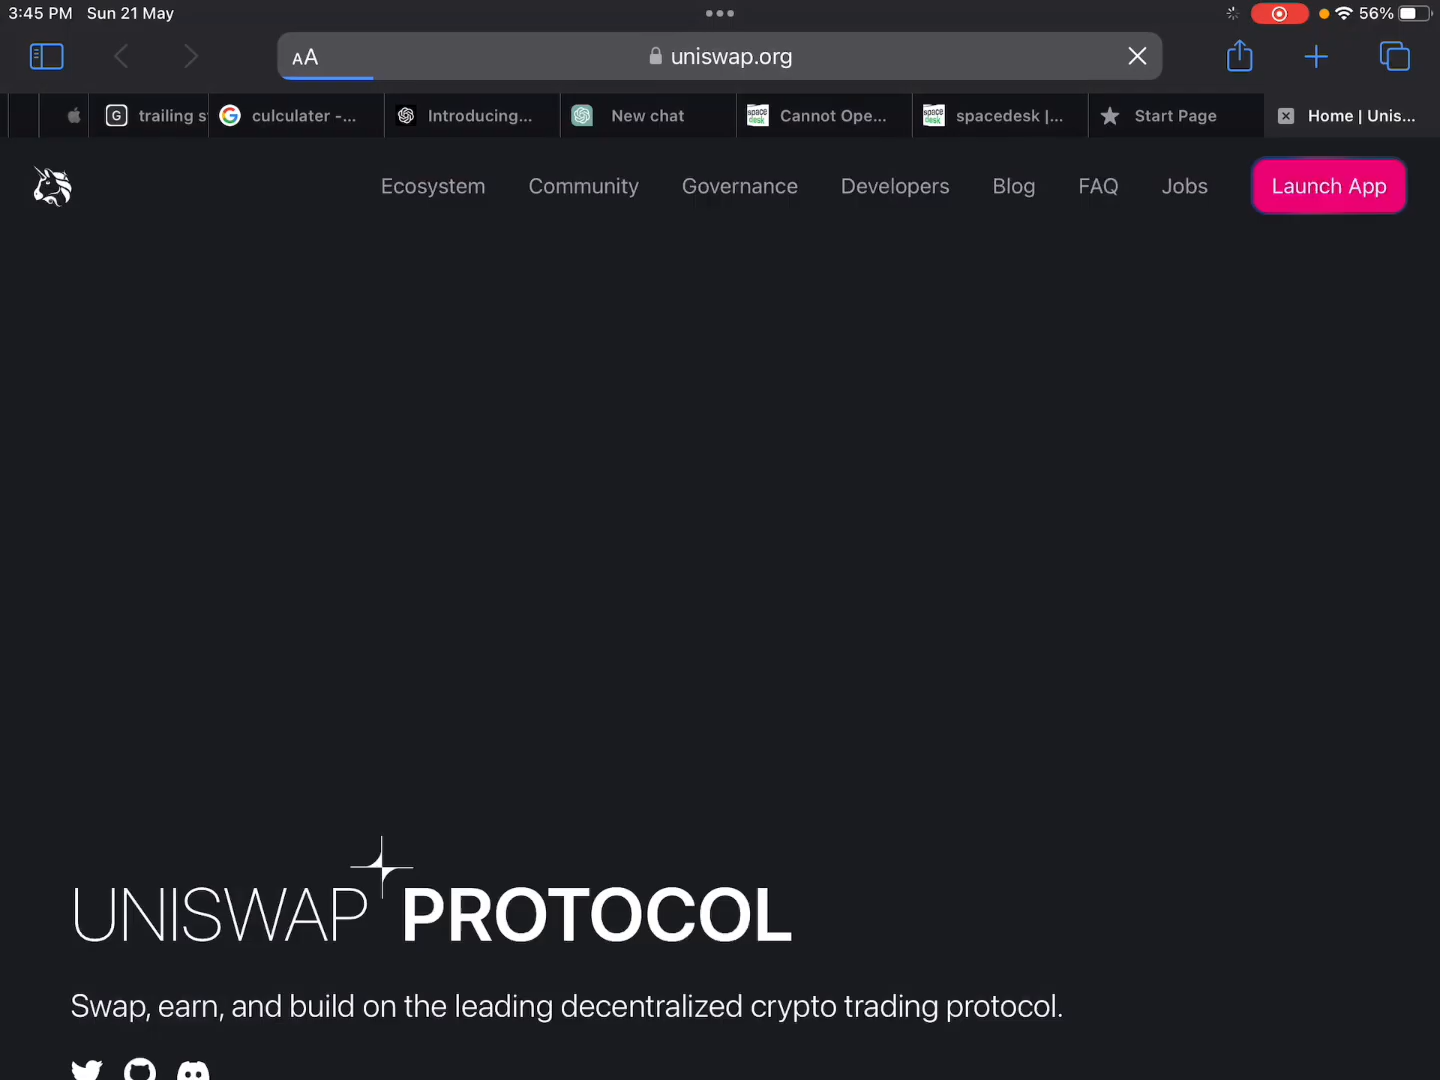 3:45 PM Sun 21 May 56%
AA uniswap.org
trailing s culculater -... Introducing... New chat Cannot Ope... spacedesk |... Start Page Home | Unis...
Ecosystem Community Governance Developers Blog FAQ Jobs Launch App
UNISWAP PROTOCOL
Swap, earn, and build on the leading decentralized crypto trading protocol.